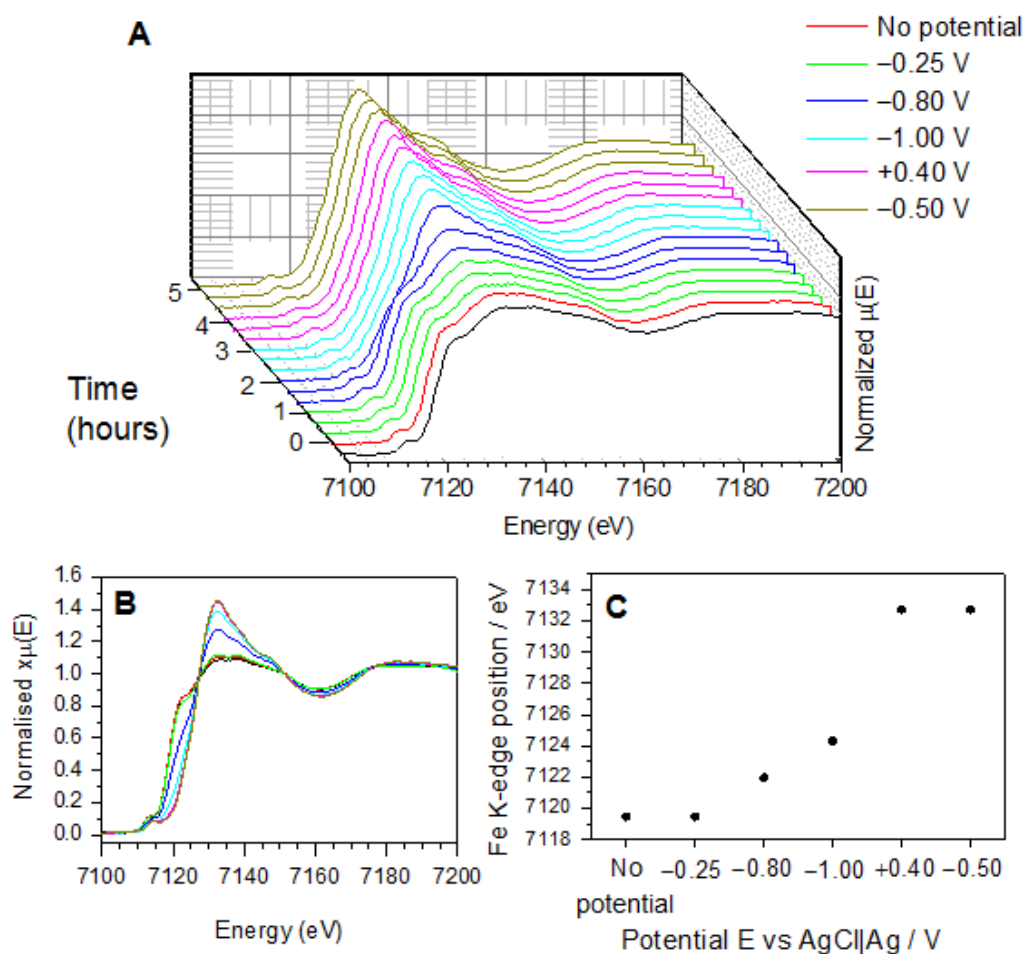 A
No potential
−0.25 V
−0.80 V
−1.00 V
+0.40 V
−0.50 V
5
4
3
2
1
0
Time
(hours)
Normalized µ(E)
7100 7120 7140 7160 7180 7200
Energy (eV)
B
Normalised xµ(E)
1.6
1.4
1.2
1.0
0.8
0.6
0.4
0.2
0.0
7100 7120 7140 7160 7180 7200
Energy (eV)
C
Fe K-edge position / eV
7134
7132
7130
7128
7126
7124
7122
7120
7118
No −0.25 −0.80 −1.00 +0.40 −0.50
potential
Potential E vs AgCl|Ag / V